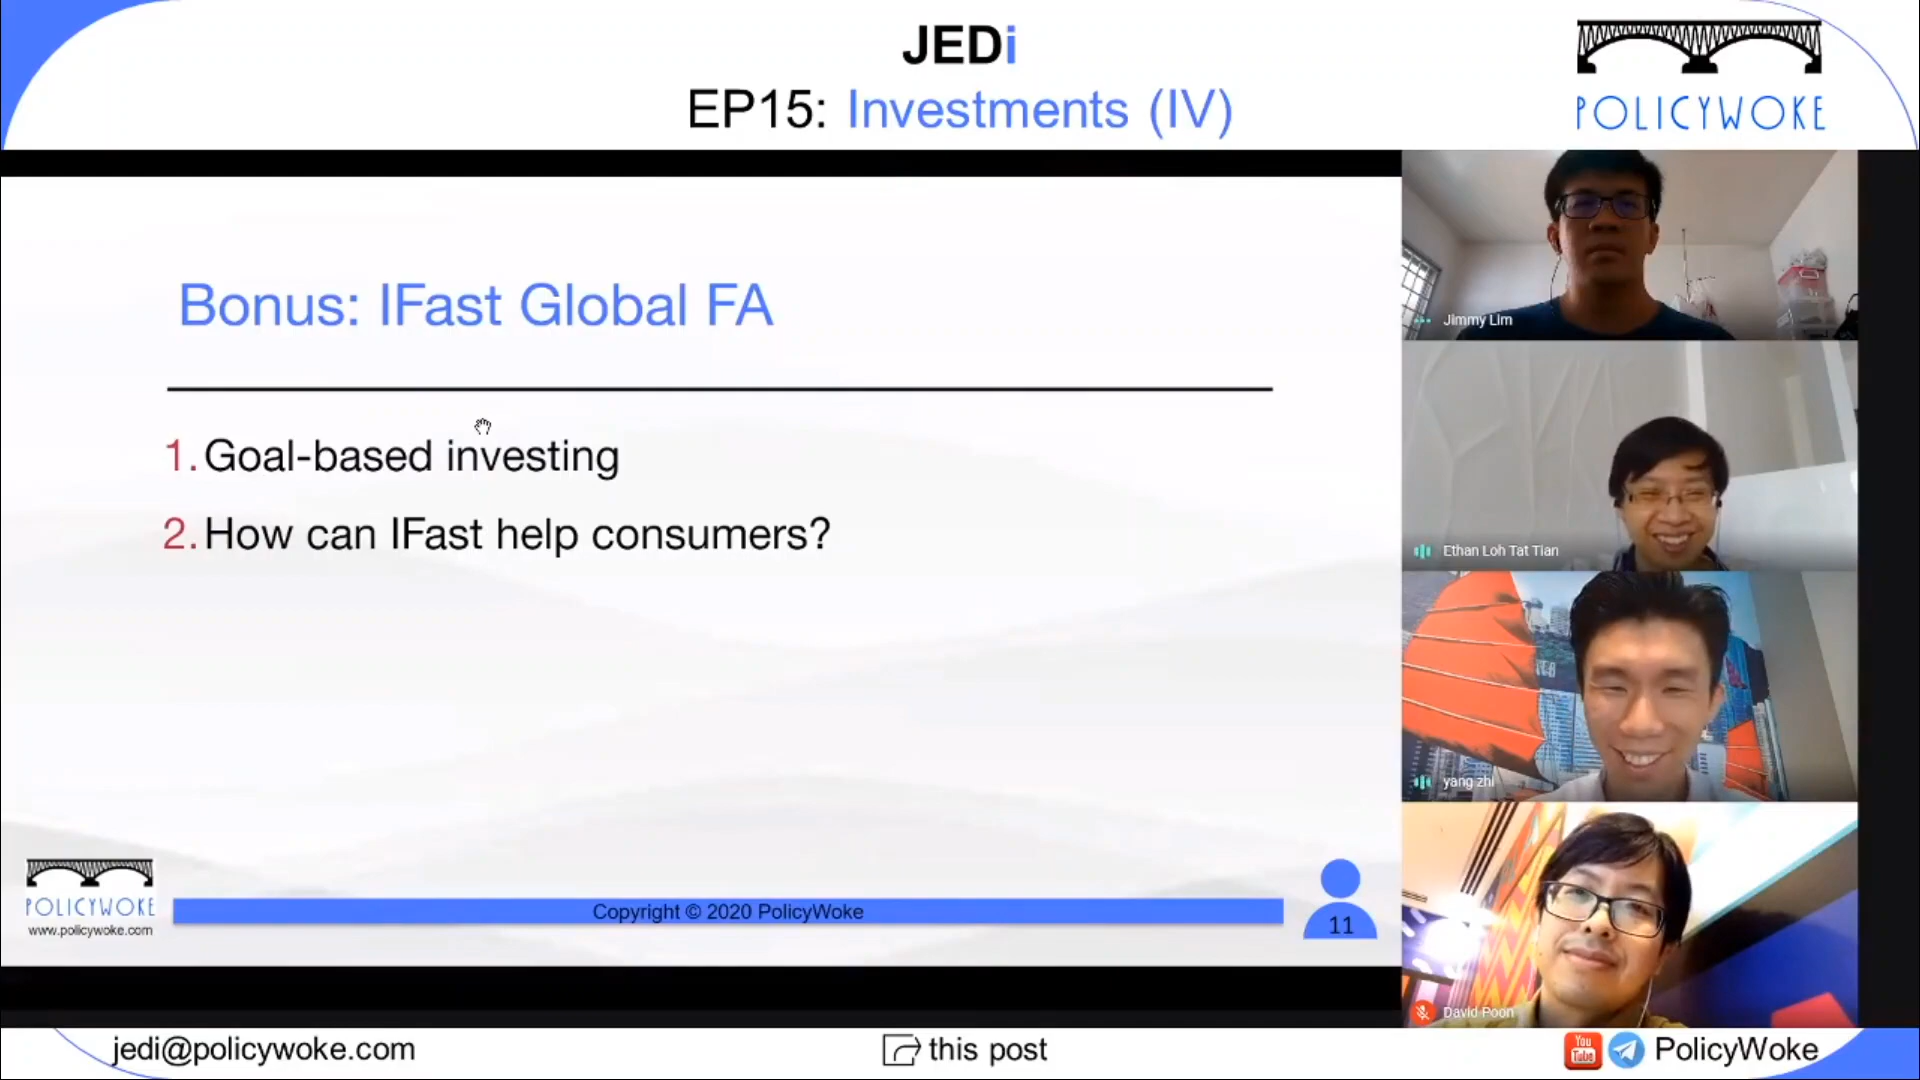 JEDi
EP15: Investments (IV)
POLICYWOKE
Bonus: IFast Global FA
1. Goal-based investing
2. How can IFast help consumers?
Jimmy Lim
Ethan Loh Tat Tian
yang zhi
David Poon
POLICYWOKE
www.policywoke.com
Copyright © 2020 PolicyWoke
11
jedi@policywoke.com
this post
You
Tube
PolicyWoke